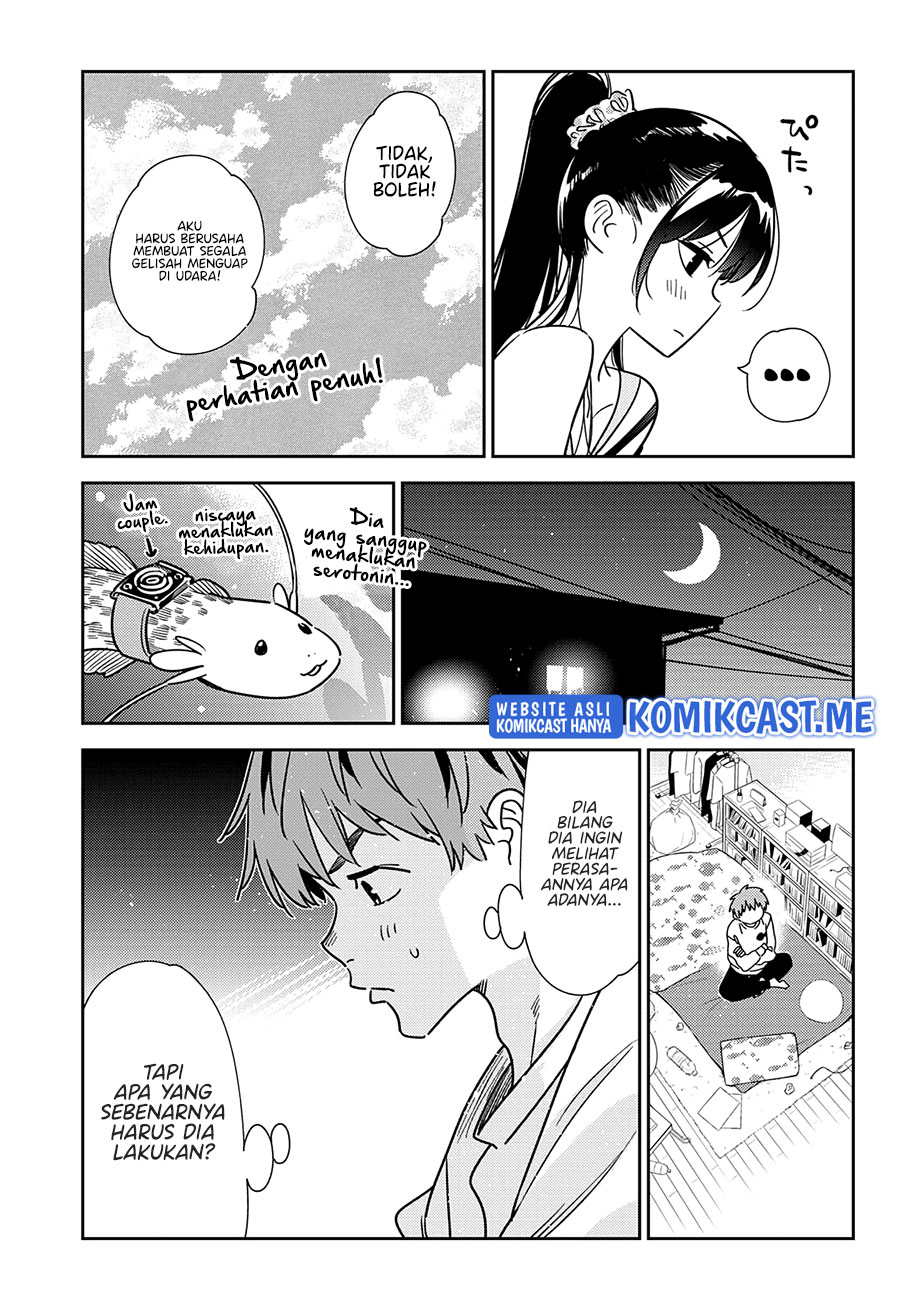 ぴたっ
•••
TIDAK,
TIDAK
BOLEH!
AKU
HARUS BERUSAHA
MEMBUAT SEGALA
GELISAH MENGUAP
DI UDARA!
Dengan
perhatian penuh!
Dia
yang sanggup
menaklukan
serotonin...
niscaya
menaklukan
kehidupan.
Jam
couple.
WEBSITE ASLI
KOMIKCAST HANYA
KOMIKCAST.ME
DIA
BILANG
DIA INGIN
MELIHAT
PERASA-
ANNYA APA
ADANYA...
TAPI
APA YANG
SEBENARNYA
HARUS DIA
LAKUKAN?